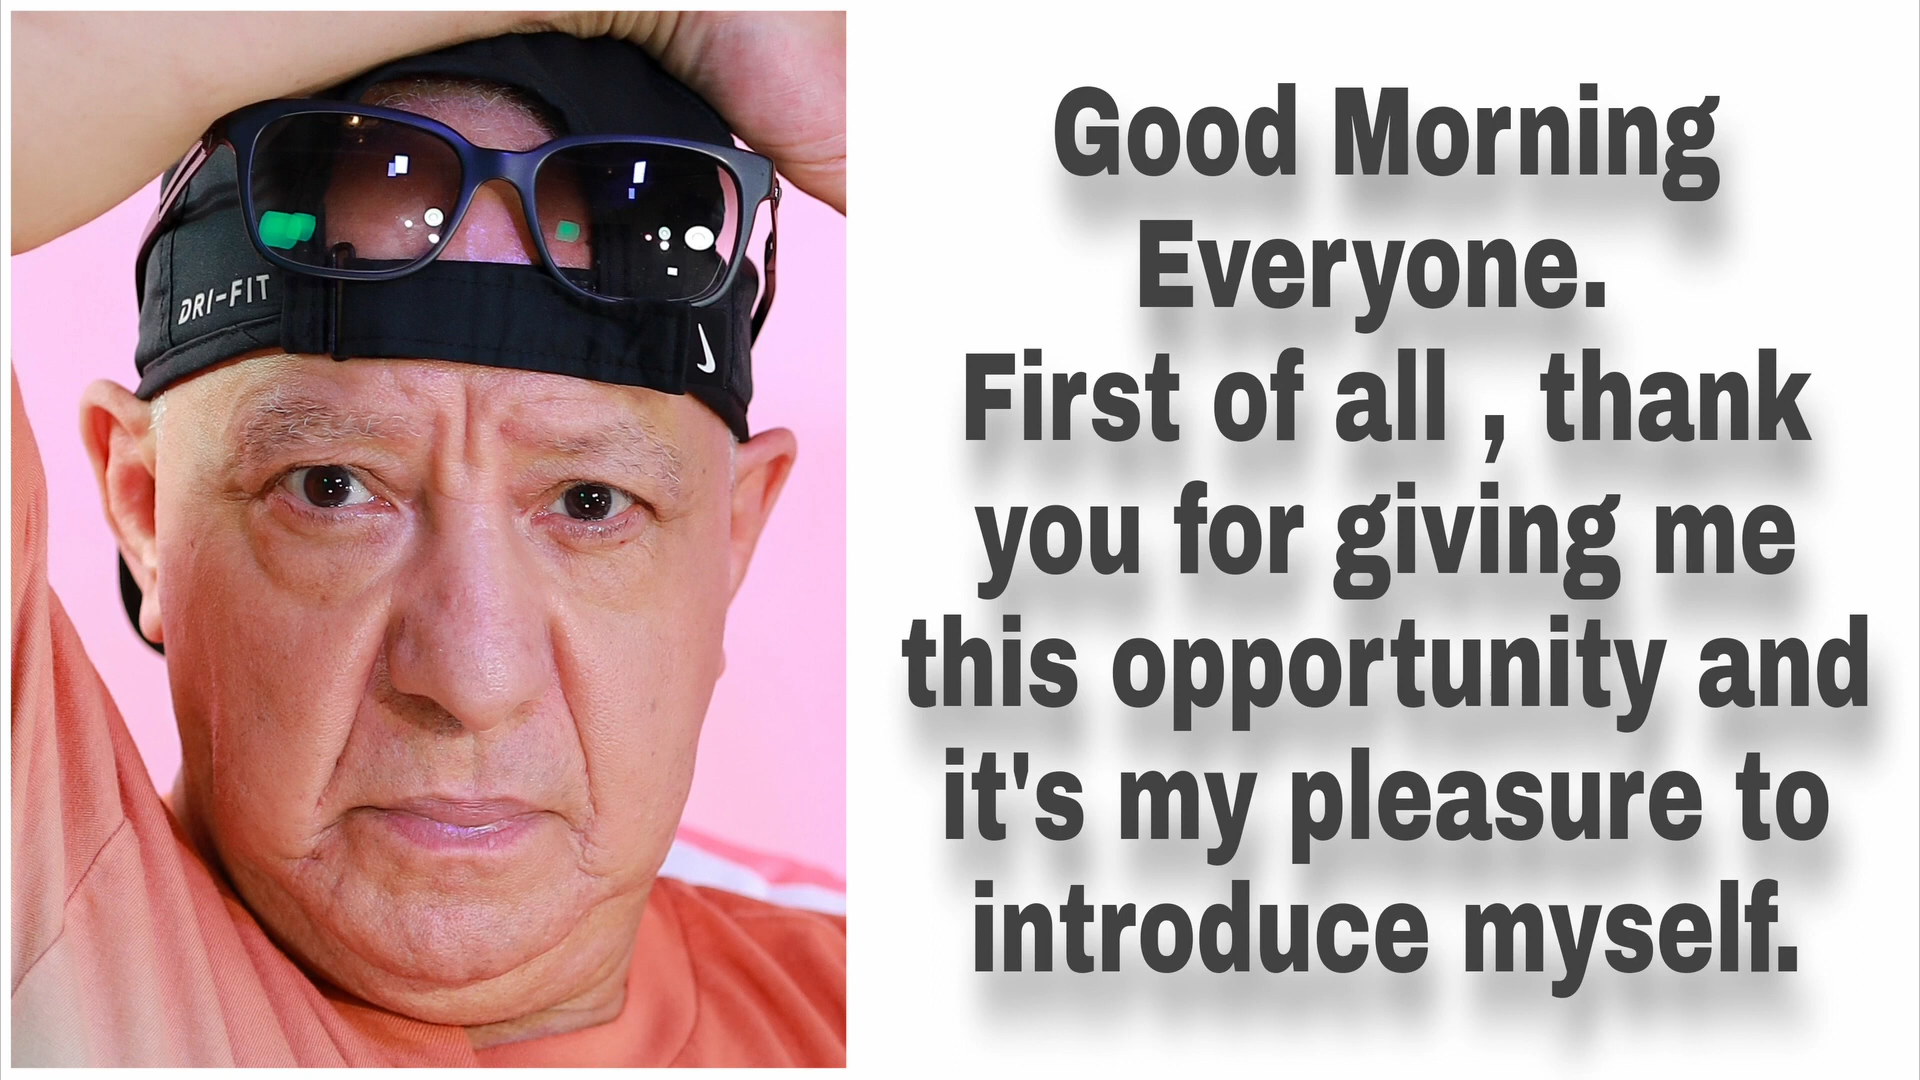 DRI-FIT
Good Morning
Everyone.
First of all , thank
you for giving me
this opportunity and
it's my pleasure to
introduce myself.